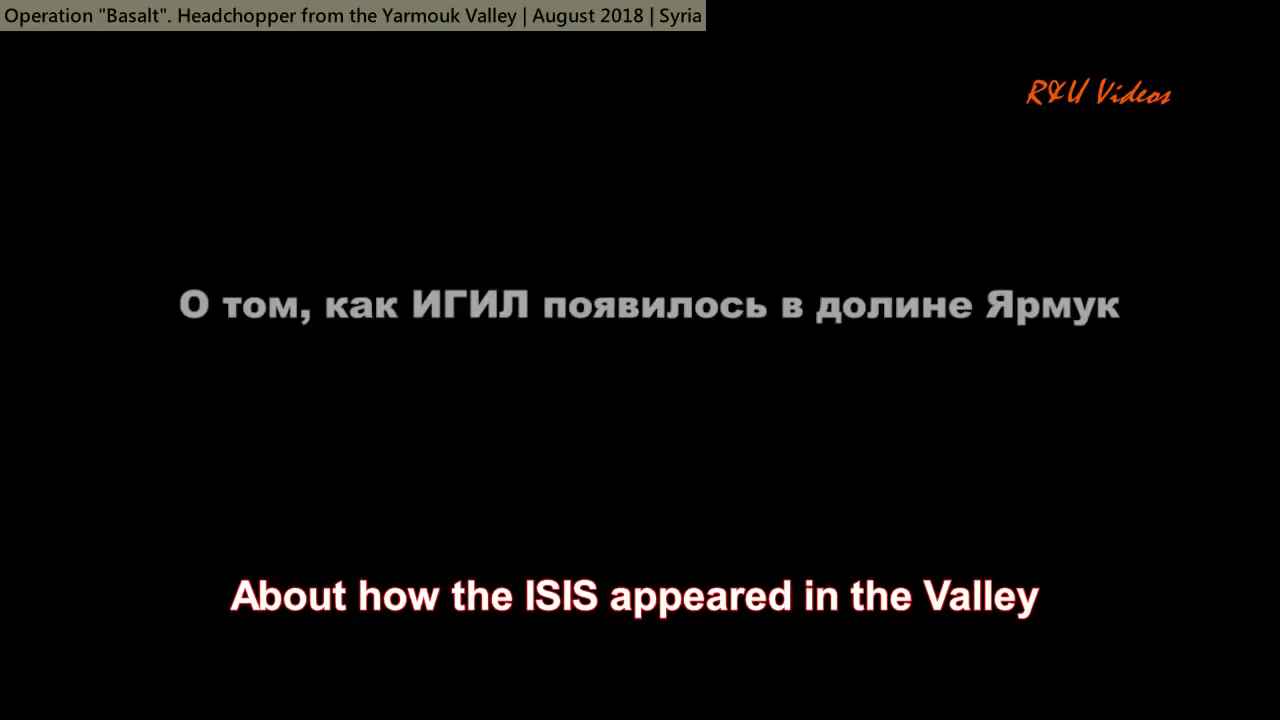 Operation "Basalt". Headchopper from the Yarmouk Valley | August 2018 | Syria
R&U Videos
О том, как ИГИЛ появилось в долине Ярмук
About how the ISIS appeared in the Valley